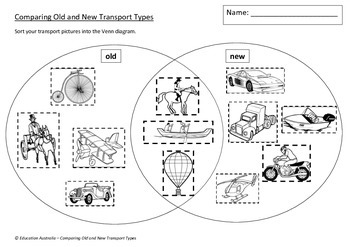 Comparing Old and New Transport Types
Name:
Sort your transport pictures into the Venn diagram.
old
new
© Education Australia – Comparing Old and New Transport Types